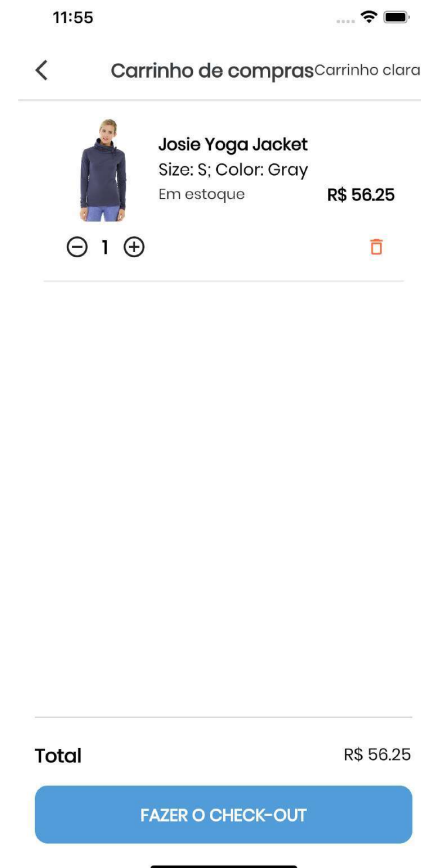 11:55
Carrinho de compras Carrinho clara
Josie Yoga Jacket
Size: S; Color: Gray
Em estoque
R$ 56.25
1
Total
R$ 56.25
FAZER O CHECK-OUT